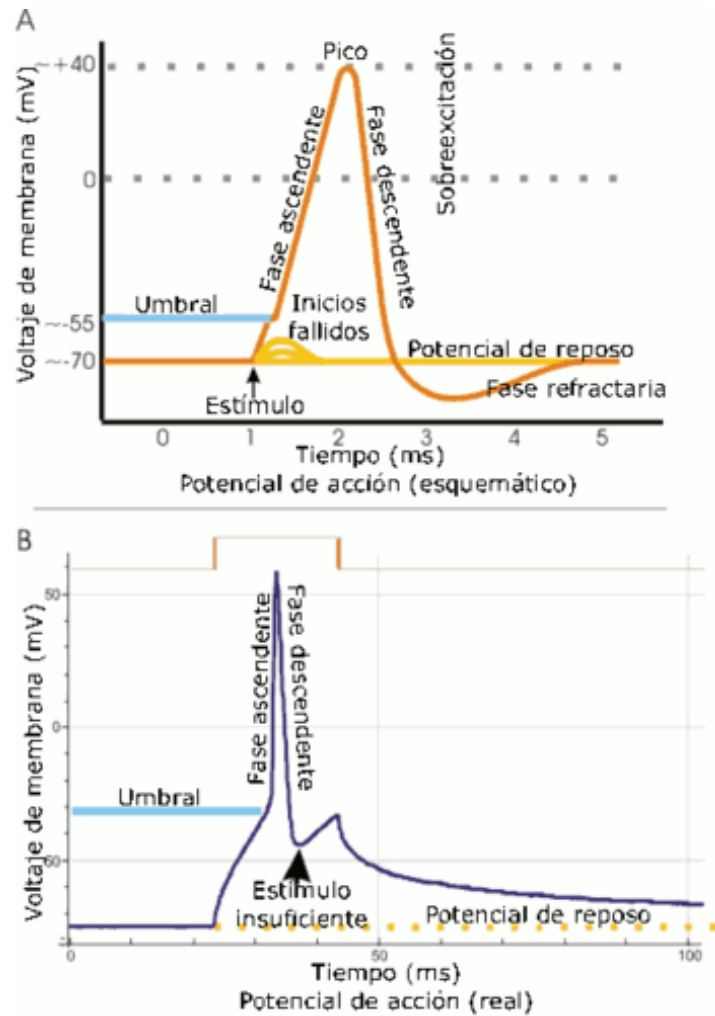 A
Voltaje de membrana (mV)
~+40
0
~-55
~-70
Pico
Sobreexcitación
Fase ascendente
Fase descendente
Umbral
Inicios
fallidos
Potencial de reposo
Fase refractaria
Estímulo
0 1 2 3 4 5
Tiempo (ms)
Potencial de acción (esquemático)
B
Voltaje de membrana (mV)
50
0
-50
Fase ascendente
Fase descendente
Umbral
Estímulo
insuficiente
Potencial de reposo
0 50 100
Tiempo (ms)
Potencial de acción (real)